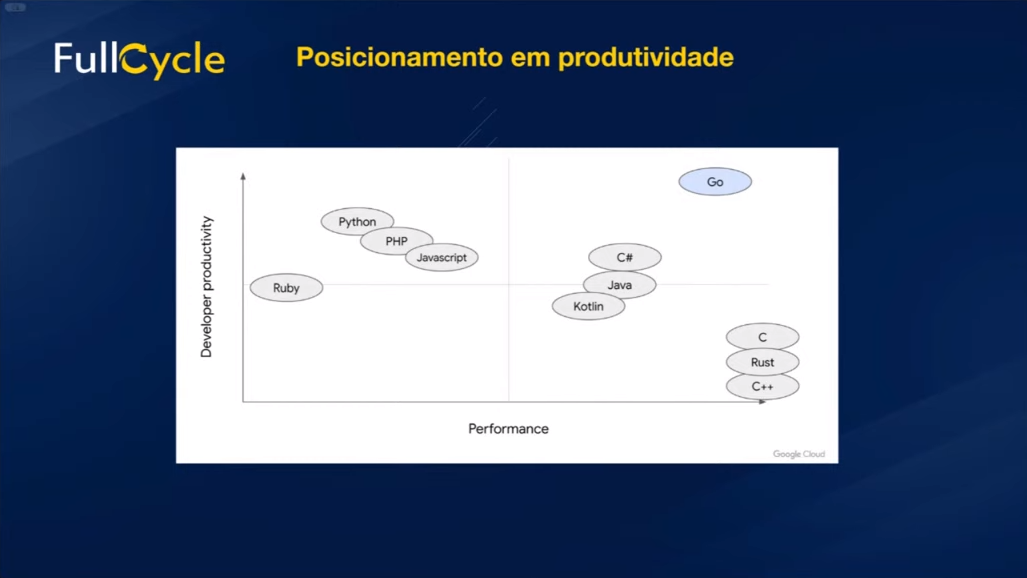 FullCycle
Posicionamento em produtividade
Go
Python
PHP
Javascript
C#
Ruby
Java
Kotlin
C
Rust
C++
Developer productivity
Performance
Google Cloud